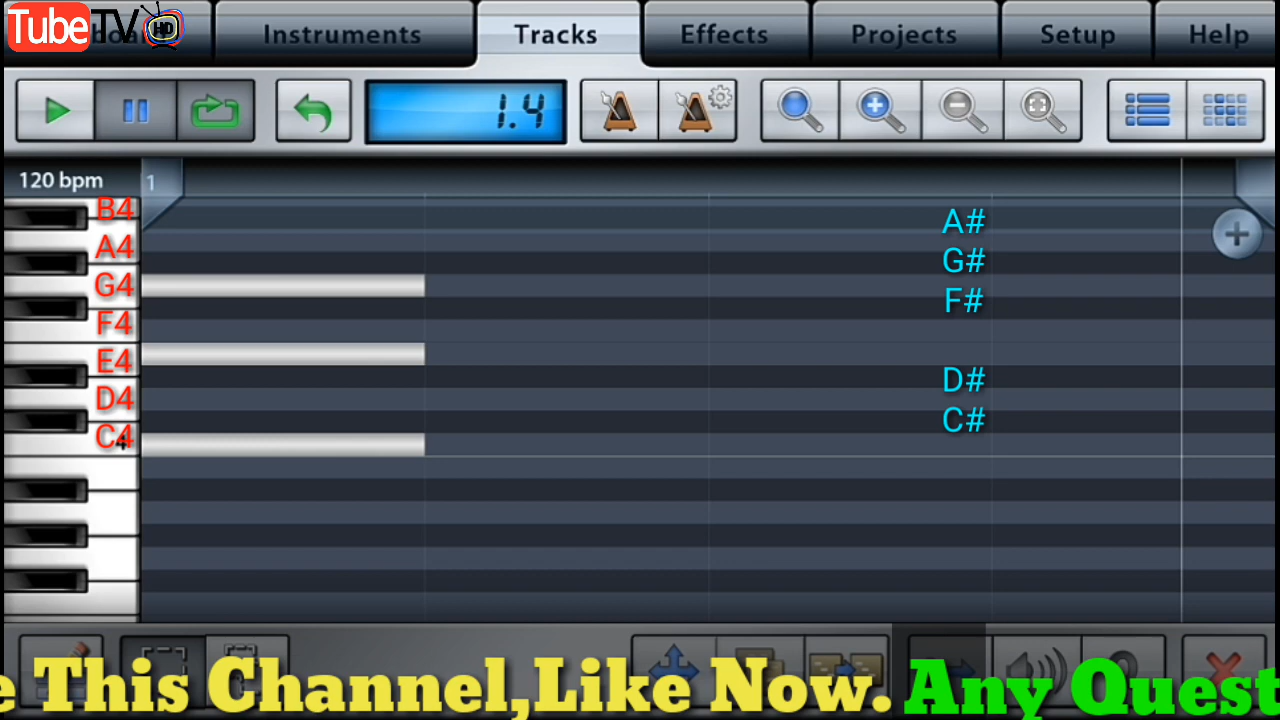 TubeTV HD
Instruments
Tracks
Effects
Projects
Setup
Help
1.4
120 bpm
1
B4
A4
G4
F4
E4
D4
C4
A#
G#
F#
D#
C#
This Channel,Like Now. Any Quest